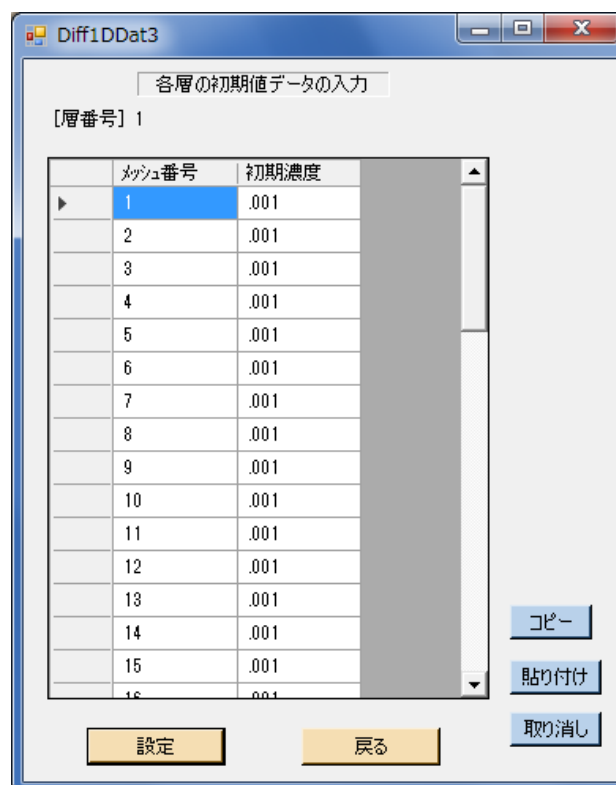 Diff1DDat3
各層の初期値データの入力
[層番号] 1
メッシュ番号 初期濃度
1 .001
2 .001
3 .001
4 .001
5 .001
6 .001
7 .001
8 .001
9 .001
10 .001
11 .001
12 .001
13 .001
14 .001
15 .001
16 .001
コピー
貼り付け
取り消し
設定 戻る